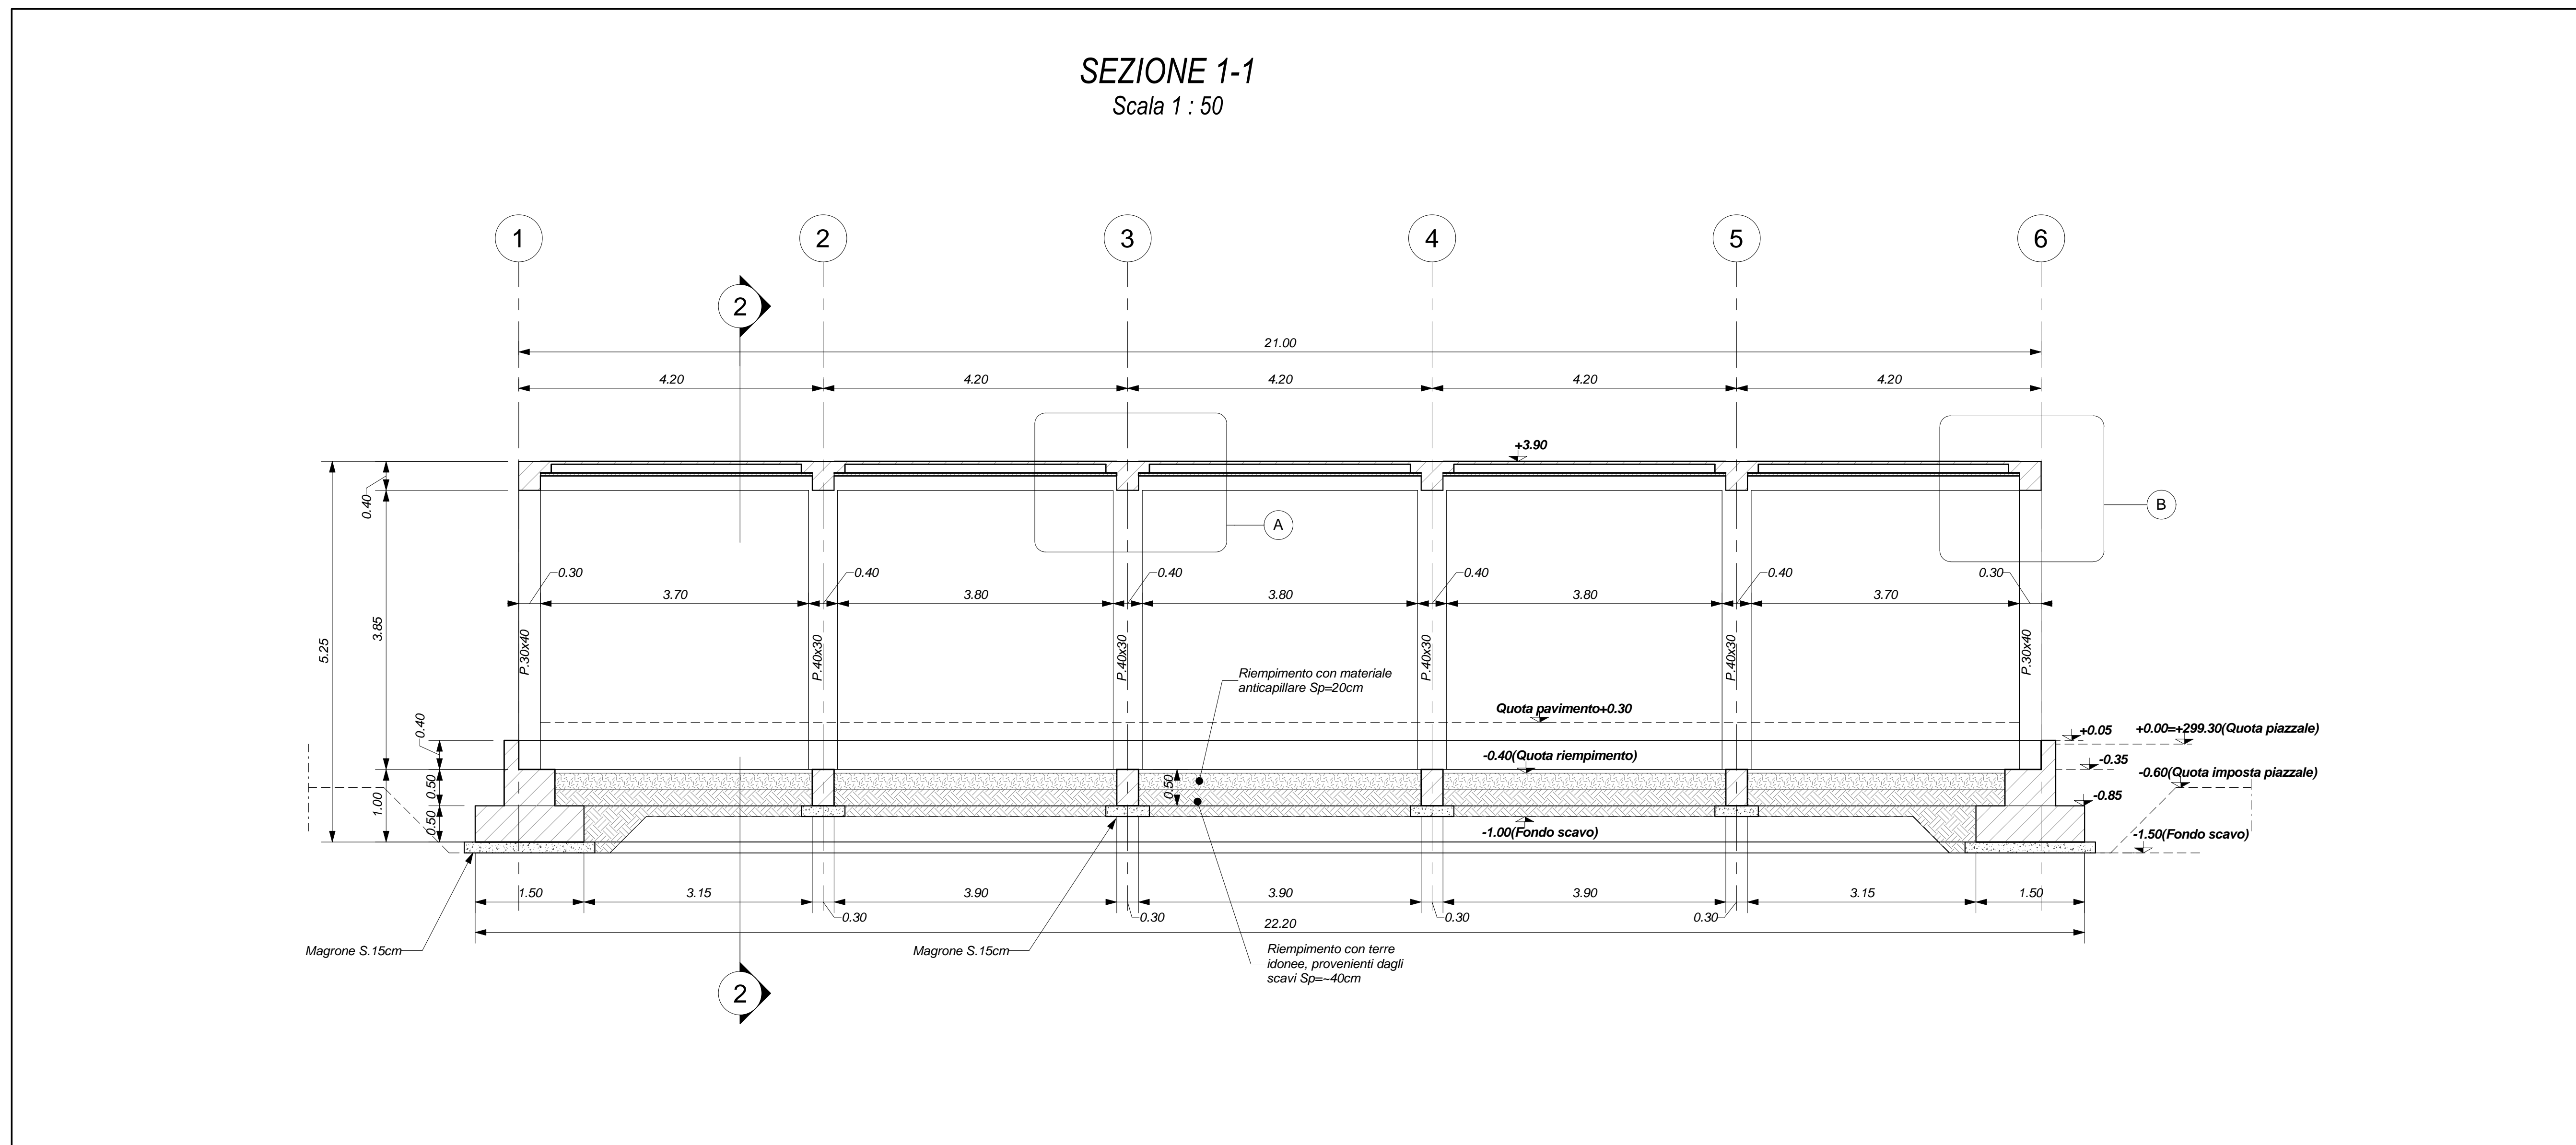 SEZIONE 1-1
Scala 1 : 50
1
2
3
4
5
6
2
21.00
4.20
4.20
4.20
4.20
4.20
+3.90
0.40
A
B
0.30
0.40
0.40
0.40
0.40
0.30
3.70
3.80
3.80
3.80
3.70
5.25
3.85
P.30x40
P.40x30
P.40x30
P.40x30
P.40x30
P.30x40
Riempimento con materiale
anticapillare Sp=20cm
Quota pavimento+0.30
0.40
+0.05
+0.00=+299.30(Quota piazzale)
-0.40(Quota riempimento)
-0.35
-0.60(Quota imposta piazzale)
0.50
0.50
1.00
-0.85
0.50
-1.00(Fondo scavo)
-1.50(Fondo scavo)
1.50
3.15
3.90
3.90
3.90
3.15
1.50
0.30
0.30
0.30
0.30
22.20
Magrone S.15cm
Magrone S.15cm
Riempimento con terre
idonee, provenienti dagli
scavi Sp=~40cm
2